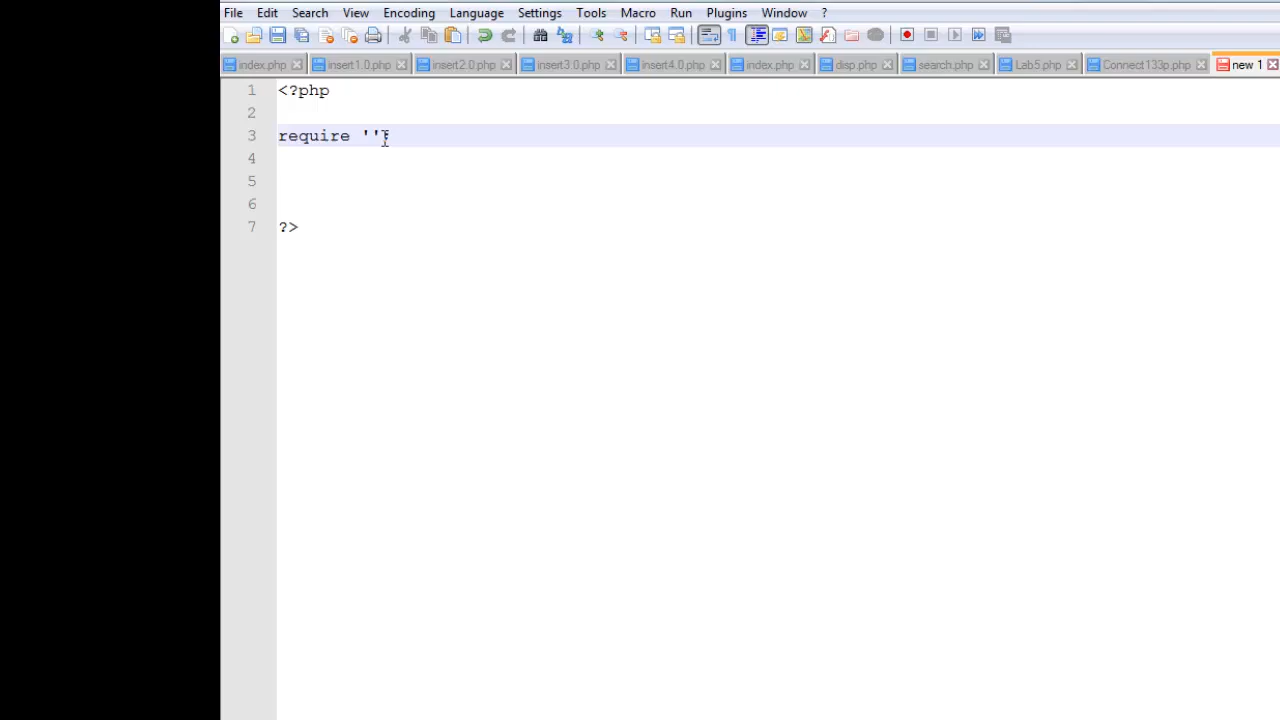 File Edit Search View Encoding Language Settings Tools Macro Run Plugins Window ?
index.php insert1.0.php insert2.0.php insert3.0.php insert4.0.php index.php disp.php search.php Lab5.php Connect133p.php new 1
1 <?php
2
3 require '';
4
5
6
7 ?>